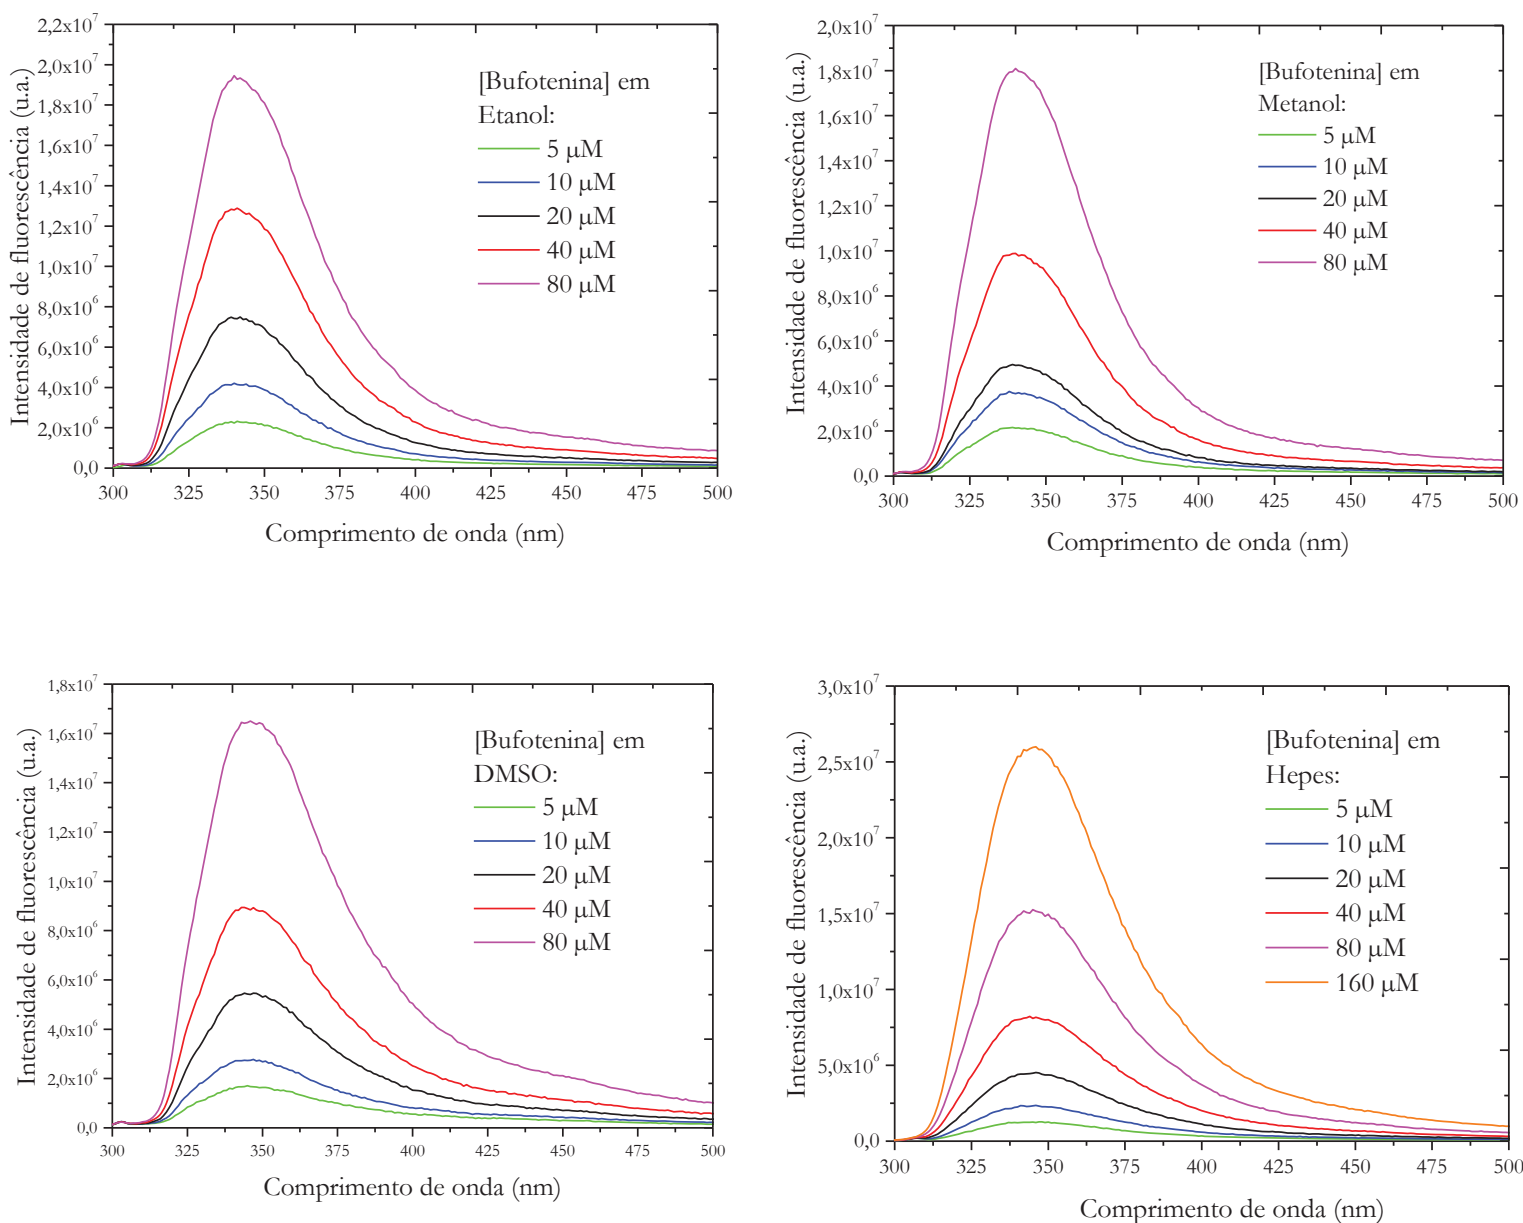 2,2x10⁷
2,0x10⁷
1,8x10⁷
1,6x10⁷
1,4x10⁷
1,2x10⁷
1,0x10⁷
8,0x10⁶
6,0x10⁶
4,0x10⁶
2,0x10⁶
0,0
Intensidade de fluorescência (u.a.)
[Bufotenina] em
Etanol:
5 μM
10 μM
20 μM
40 μM
80 μM
300 325 350 375 400 425 450 475 500
Comprimento de onda (nm)
2,0x10⁷
1,8x10⁷
1,6x10⁷
1,4x10⁷
1,2x10⁷
1,0x10⁷
8,0x10⁶
6,0x10⁶
4,0x10⁶
2,0x10⁶
0,0
Intensidade de fluorescência (u.a.)
[Bufotenina] em
Metanol:
5 μM
10 μM
20 μM
40 μM
80 μM
300 325 350 375 400 425 450 475 500
Comprimento de onda (nm)
1,8x10⁷
1,6x10⁷
1,4x10⁷
1,2x10⁷
1,0x10⁷
8,0x10⁶
6,0x10⁶
4,0x10⁶
2,0x10⁶
0,0
Intensidade de fluorescência (u.a.)
[Bufotenina] em
DMSO:
5 μM
10 μM
20 μM
40 μM
80 μM
300 325 350 375 400 425 450 475 500
Comprimento de onda (nm)
3,0x10⁷
2,5x10⁷
2,0x10⁷
1,5x10⁷
1,0x10⁷
5,0x10⁶
0,0
Intensidade de fluorescência (u.a.)
[Bufotenina] em
Hepes:
5 μM
10 μM
20 μM
40 μM
80 μM
160 μM
300 325 350 375 400 425 450 475 500
Comprimento de onda (nm)